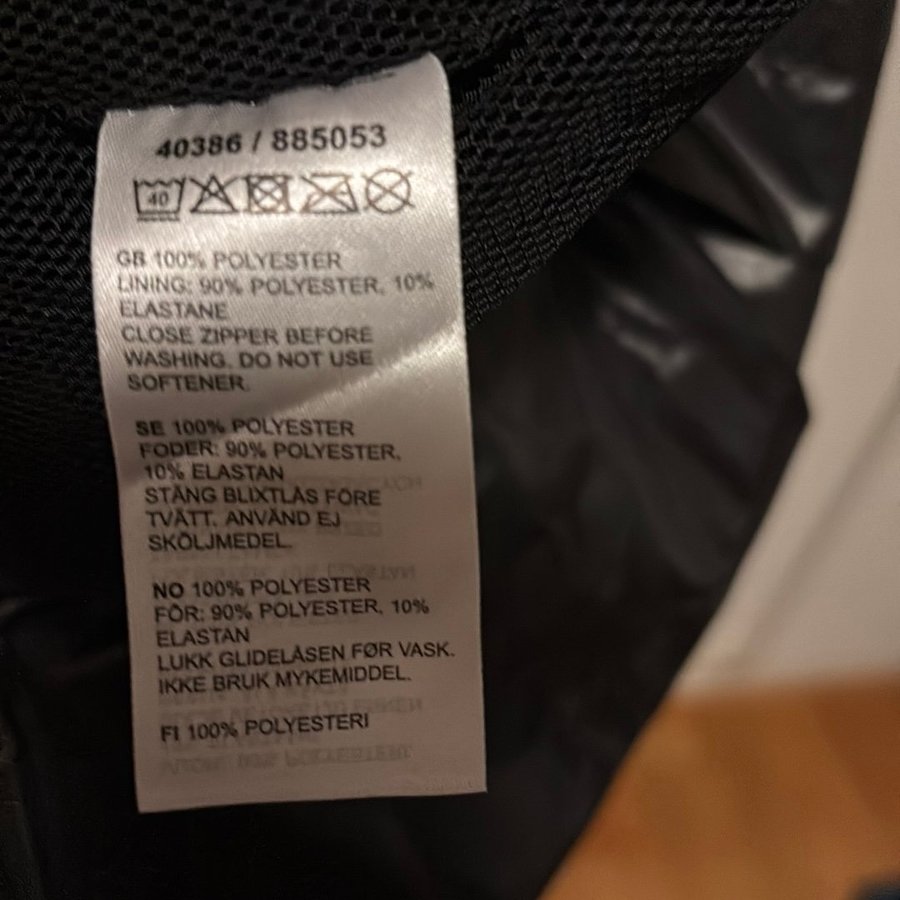 40386 / 885053
40
GB 100% POLYESTER
LINING: 90% POLYESTER, 10%
ELASTANE
CLOSE ZIPPER BEFORE
WASHING. DO NOT USE
SOFTENER.
SE 100% POLYESTER
FODER: 90% POLYESTER,
10% ELASTAN
STÄNG BLIXTLÅS FÖRE
TVÄTT. ANVÄND EJ
SKÖLJMEDEL.
NO 100% POLYESTER
FÔR: 90% POLYESTER, 10%
ELASTAN
LUKK GLIDELÅSEN FØR VASK.
IKKE BRUK MYKEMIDDEL.
FI 100% POLYESTERI